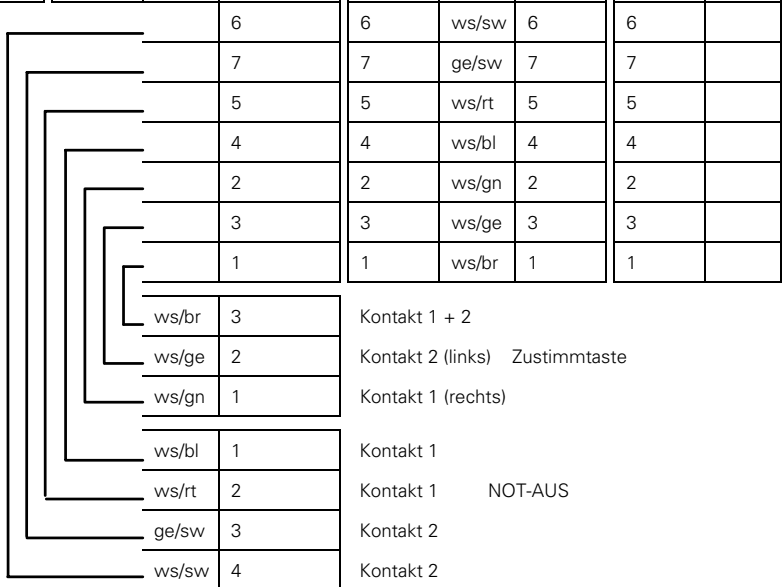 6 6 ws/sw 6 6
7 7 ge/sw 7 7
5 5 ws/rt 5 5
4 4 ws/bl 4 4
2 2 ws/gn 2 2
3 3 ws/ge 3 3
1 1 ws/br 1 1
ws/br 3 Kontakt 1 + 2
ws/ge 2 Kontakt 2 (links) Zustimmtaste
ws/gn 1 Kontakt 1 (rechts)
ws/bl 1 Kontakt 1
ws/rt 2 Kontakt 1 NOT-AUS
ge/sw 3 Kontakt 2
ws/sw 4 Kontakt 2